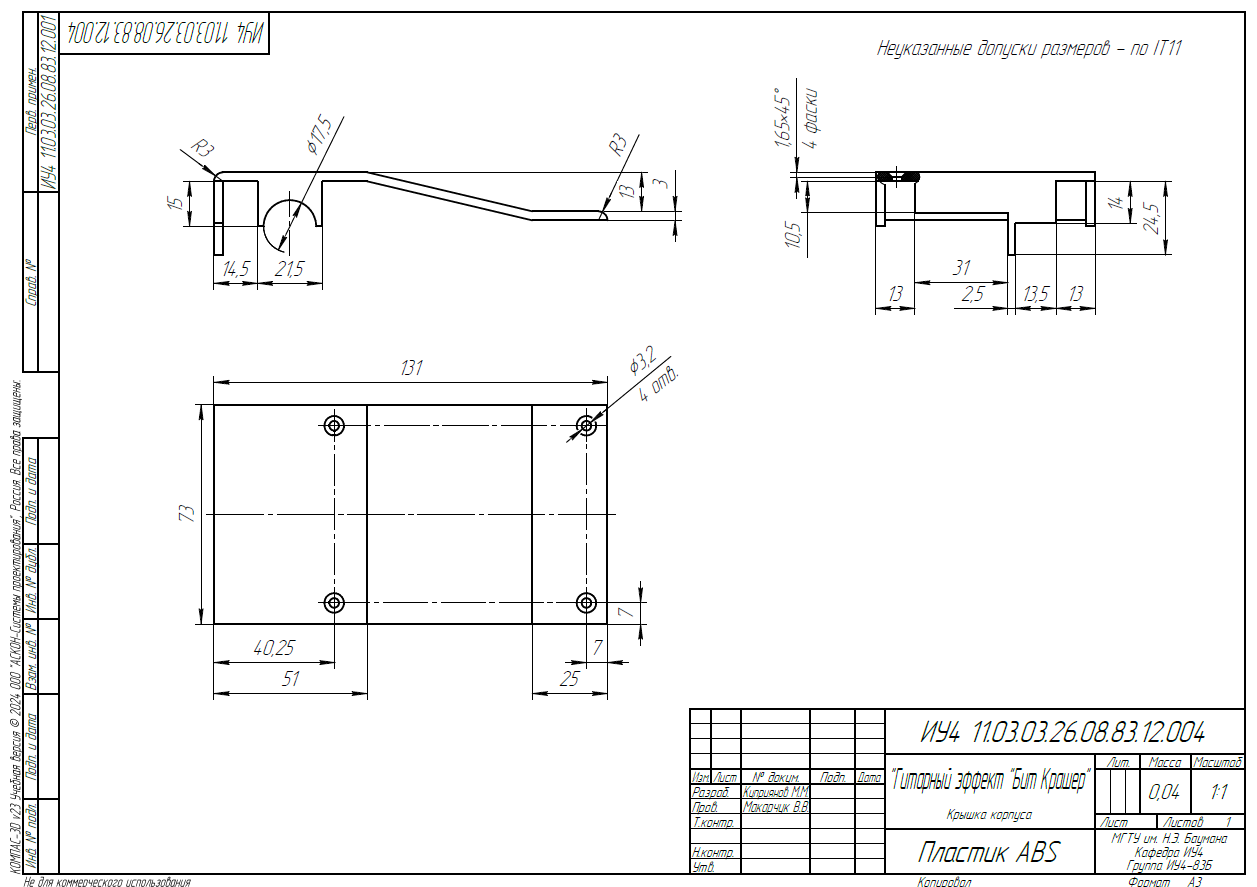 ИУ4 11.03.03.26.08.83.12.004
Неуказанные допуски размеров – по IT11
Перв. примен.
ИУ4 11.03.03.26.08.83.12.001
Справ. №
R3
⌀17,5
R3
15
13
3
14,5
21,5
1,65×45°
4 фаски
10,5
14
24,5
31
13
2,5
13,5
13
131
⌀3,2
4 отв.
73
7
40,25
7
51
25
Подп. и дата
Инв. № дубл.
Взам. инв. №
Подп. и дата
Инв. № подл.
КОМПАС-3D v23 Учебная версия © 2024 ООО "АСКОН-Системы проектирования", Россия. Все права защищены.
ИУ4 11.03.03.26.08.83.12.004
Изм. Лист № докум. Подп. Дата
Разраб. Киприянов М.М.
Пров. Макарчук В.В.
Т.контр.
Н.контр.
Утв.
"Гитарный эффект "Бит Крашер"
Крышка корпуса
Лит. Масса Масштаб
0,04 1:1
Лист Листов 1
Пластик ABS
МГТУ им. Н.Э. Баумана
Кафедра ИУ4
Группа ИУ4-83Б
Не для коммерческого использования
Копировал
Формат А3